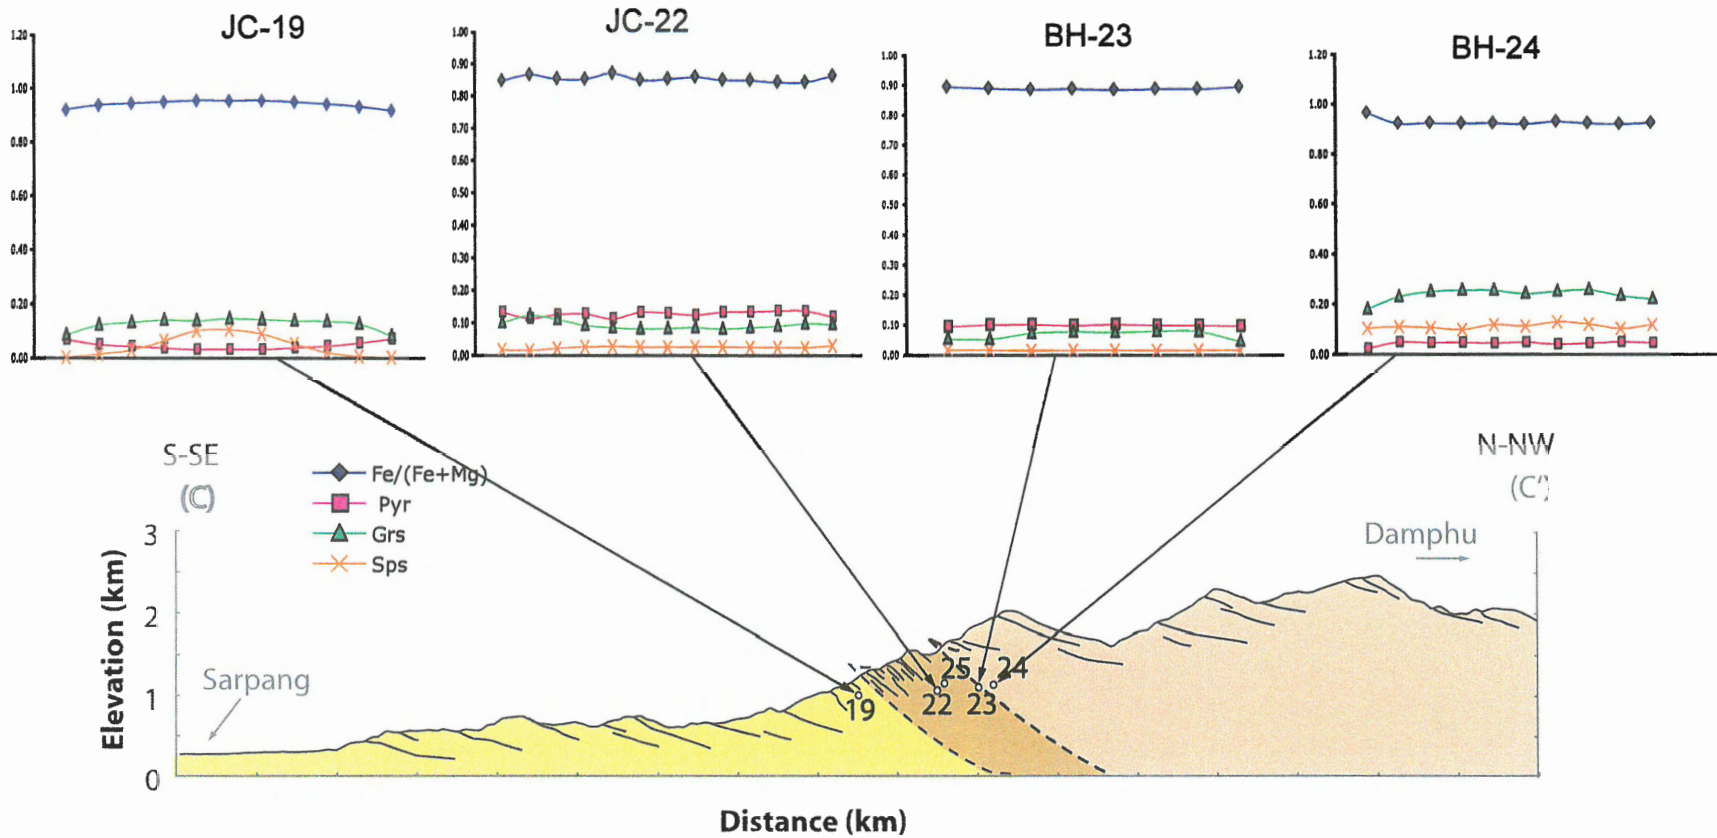 JC-19
JC-22
BH-23
BH-24
1.20
1.00
0.80
0.60
0.40
0.20
0.00
1.00
0.90
0.80
0.70
0.60
0.50
0.40
0.30
0.20
0.10
0.00
1.00
0.90
0.80
0.70
0.60
0.50
0.40
0.30
0.20
0.10
0.00
1.20
1.00
0.80
0.60
0.40
0.20
0.00
S-SE
(C)
N-NW
(C')
Fe/(Fe+Mg)
Pyr
Grs
Sps
Damphu
Sarpang
3
2
1
0
Elevation (km)
25
24
19
22
23
Distance (km)